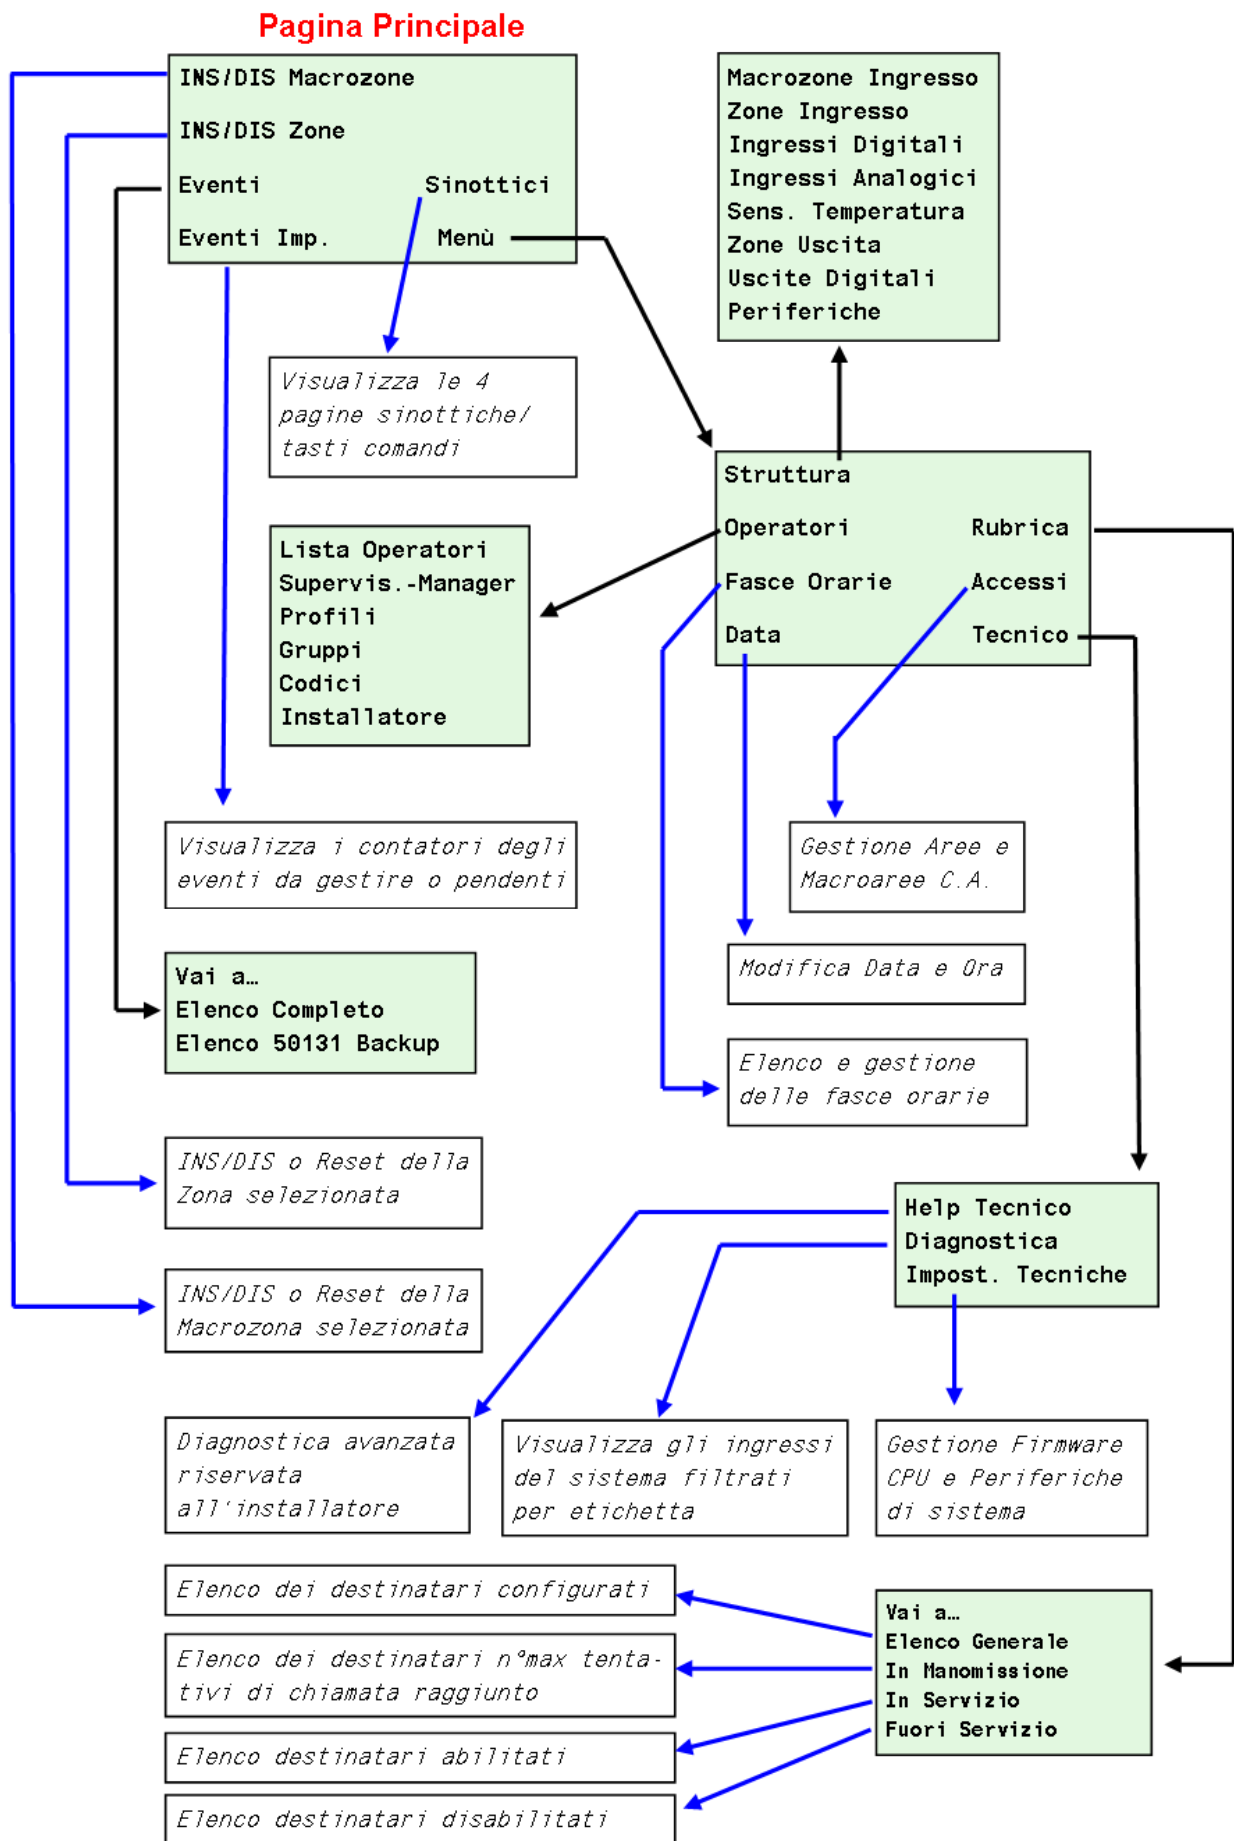 Pagina Principale
INS/DIS Macrozone
INS/DIS Zone
Eventi Sinottici
Eventi Imp. Menù
Macrozone Ingresso
Zone Ingresso
Ingressi Digitali
Ingressi Analogici
Sens. Temperatura
Zone Uscita
Uscite Digitali
Periferiche
Visualizza le 4
pagine sinottiche/
tasti comandi
Struttura
Operatori Rubrica
Fasce Orarie Accessi
Data Tecnico
Lista Operatori
Supervis.-Manager
Profili
Gruppi
Codici
Installatore
Visualizza i contatori degli
eventi da gestire o pendenti
Gestione Aree e
Macroaree C.A.
Modifica Data e Ora
Vai a…
Elenco Completo
Elenco 50131 Backup
Elenco e gestione
delle fasce orarie
INS/DIS o Reset della
Zona selezionata
Help Tecnico
Diagnostica
Impost. Tecniche
INS/DIS o Reset della
Macrozona selezionata
Diagnostica avanzata
riservata
all'installatore
Visualizza gli ingressi
del sistema filtrati
per etichetta
Gestione Firmware
CPU e Periferiche
di sistema
Elenco dei destinatari configurati
Elenco dei destinatari n°max tenta-
tivi di chiamata raggiunto
Elenco destinatari abilitati
Elenco destinatari disabilitati
Vai a…
Elenco Generale
In Manomissione
In Servizio
Fuori Servizio